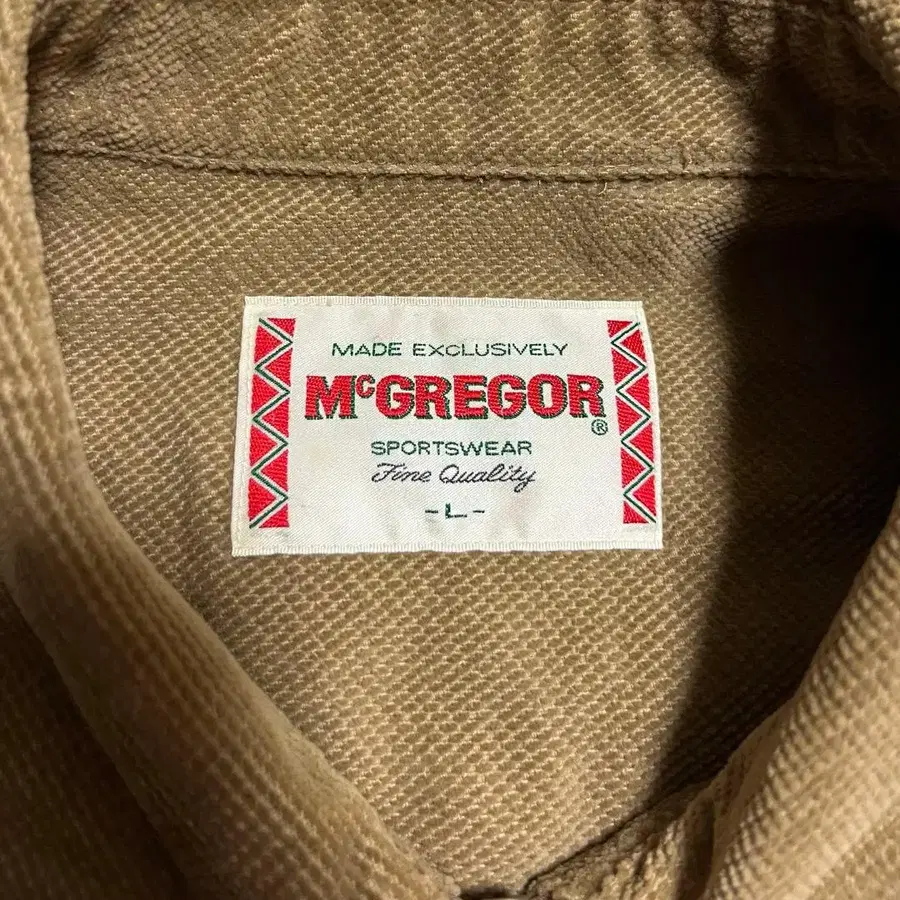 MADE EXCLUSIVELY
McGREGOR®
SPORTSWEAR
Fine Quality
-L-